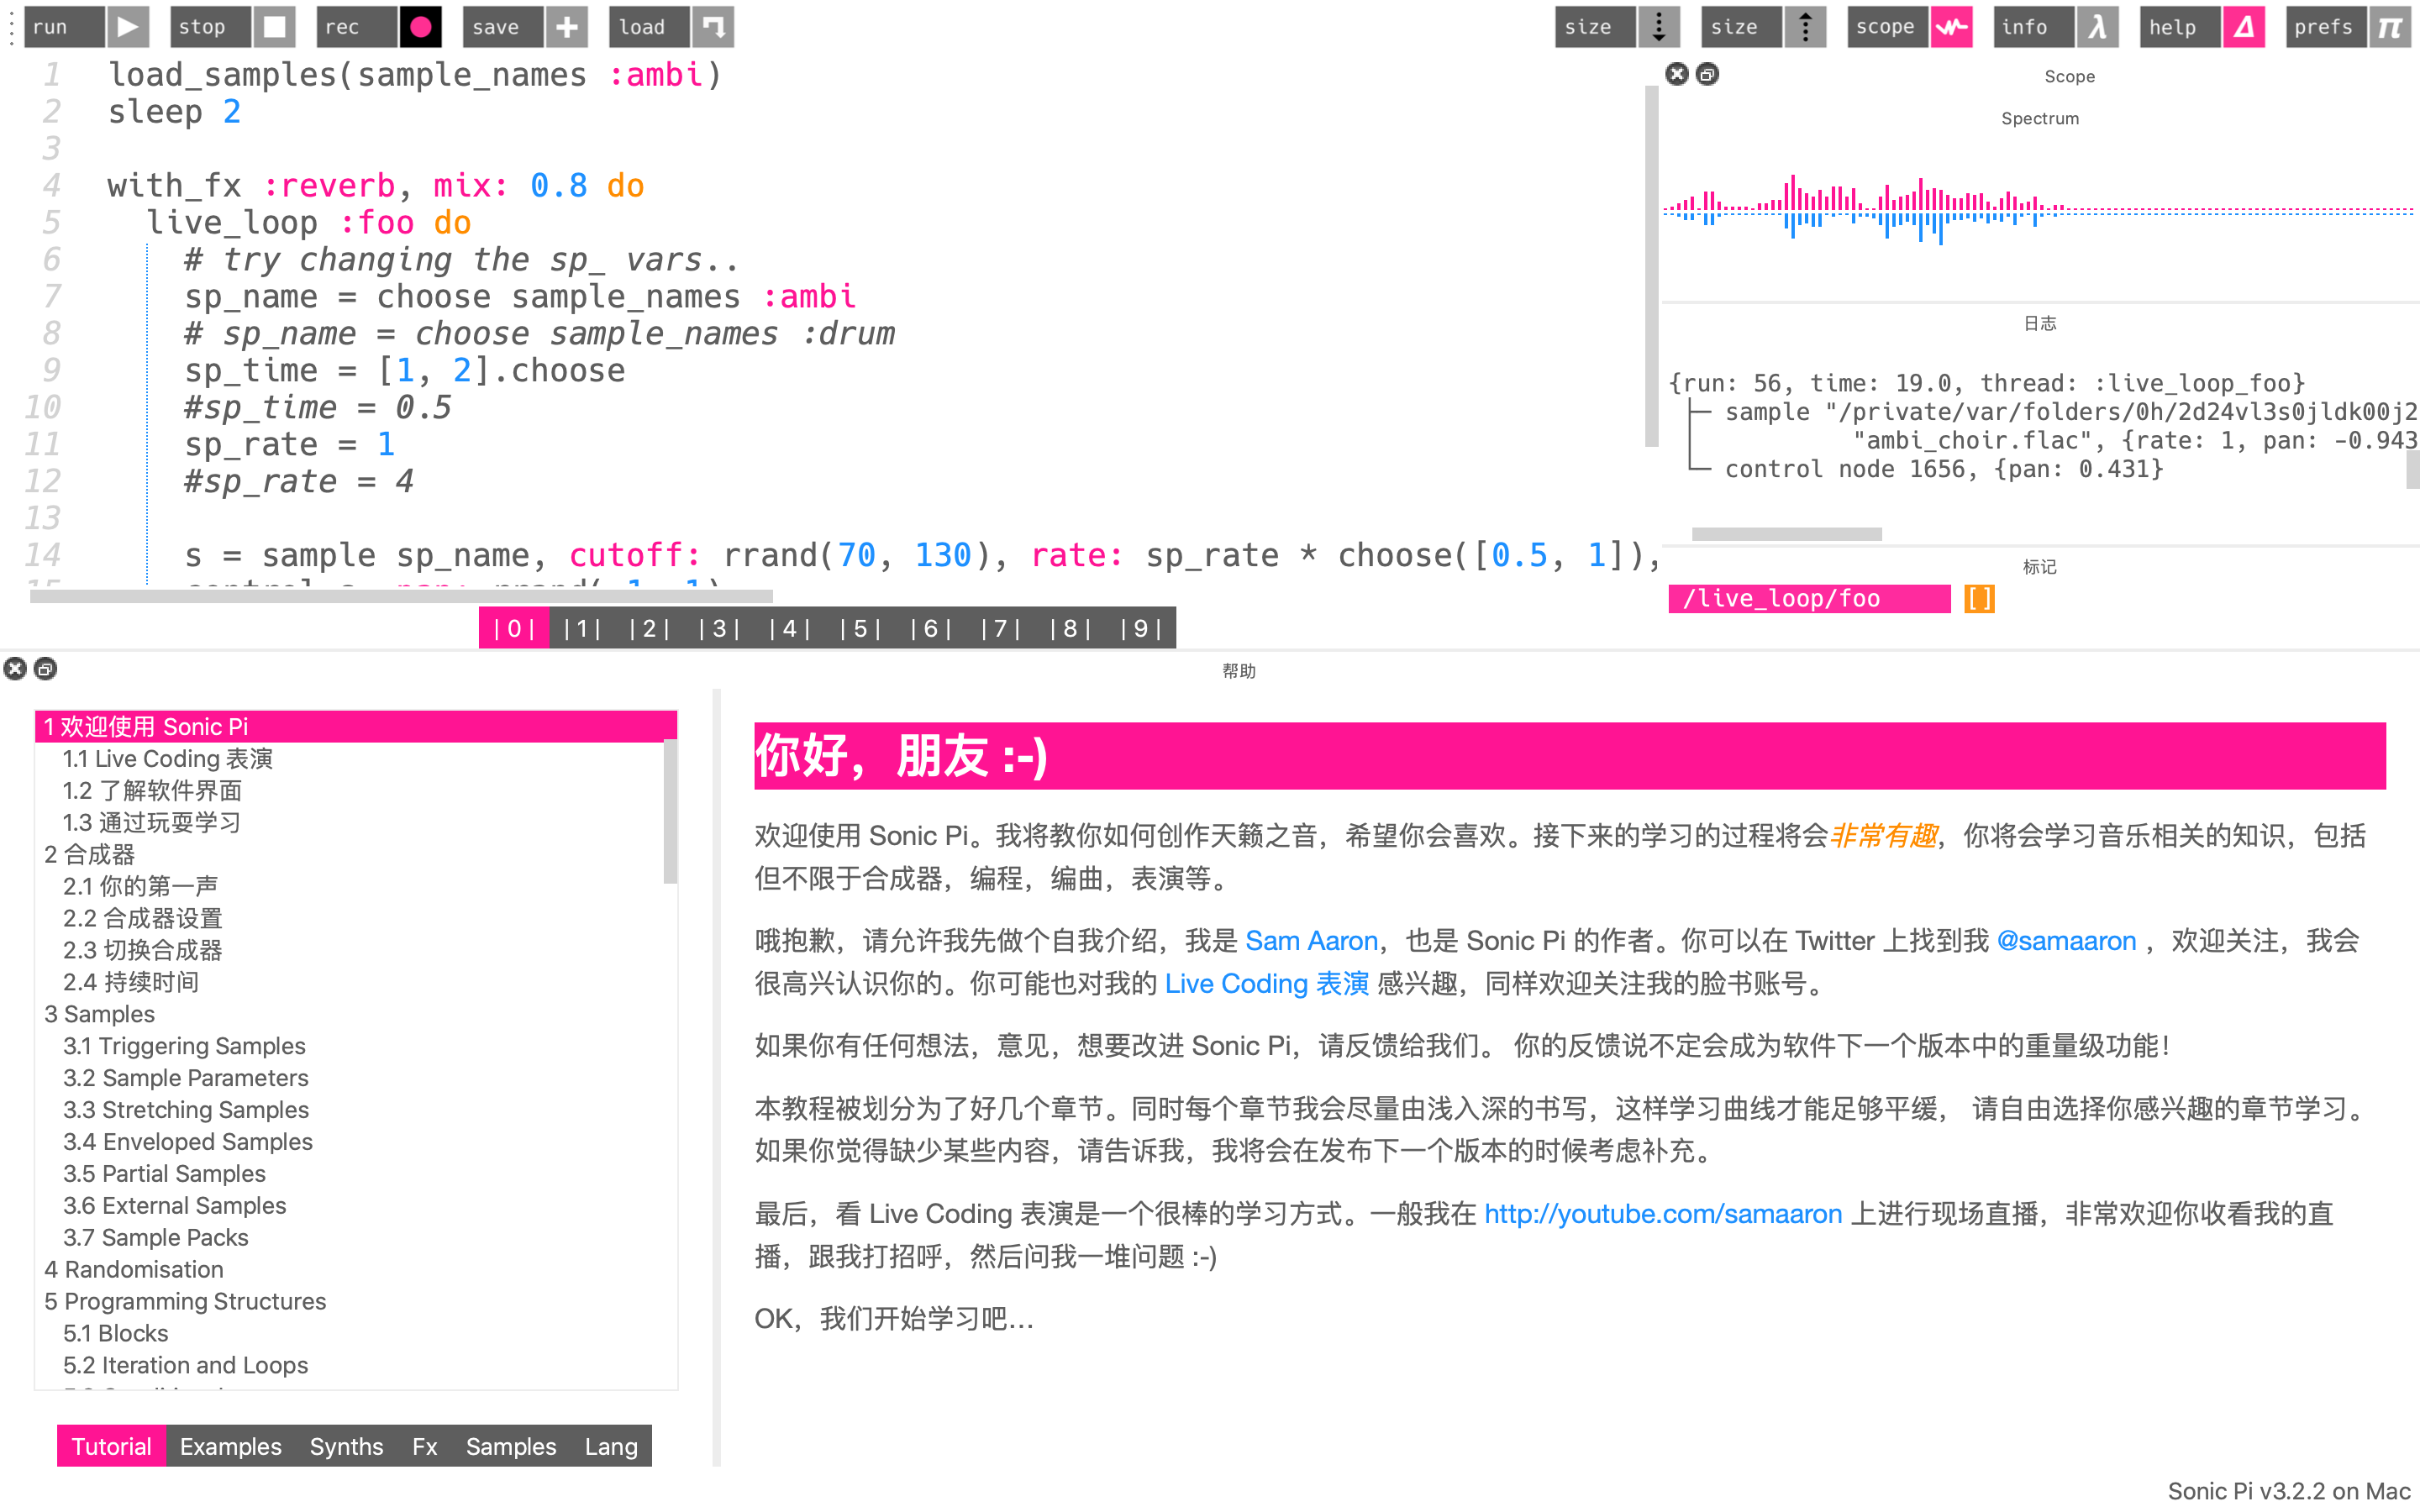 run stop rec save load size size scope info help prefs
1 load_samples(sample_names :ambi)
2 sleep 2
3
4 with_fx :reverb, mix: 0.8 do
5 live_loop :foo do
6 # try changing the sp_ vars..
7 sp_name = choose sample_names :ambi
8 # sp_name = choose sample_names :drum
9 sp_time = [1, 2].choose
10 #sp_time = 0.5
11 sp_rate = 1
12 #sp_rate = 4
13
14 s = sample sp_name, cutoff: rrand(70, 130), rate: sp_rate * choose([0.5, 1]),
|0| |1| |2| |3| |4| |5| |6| |7| |8| |9|
Scope
Spectrum
日志
{run: 56, time: 19.0, thread: :live_loop_foo}
├─ sample "/private/var/folders/0h/2d24vl3s0jldk00j2
"ambi_choir.flac", {rate: 1, pan: -0.943
└─ control node 1656, {pan: 0.431}
标记
/live_loop/foo []
帮助
1 欢迎使用 Sonic Pi
1.1 Live Coding 表演
1.2 了解软件界面
1.3 通过玩耍学习
2 合成器
2.1 你的第一声
2.2 合成器设置
2.3 切换合成器
2.4 持续时间
3 Samples
3.1 Triggering Samples
3.2 Sample Parameters
3.3 Stretching Samples
3.4 Enveloped Samples
3.5 Partial Samples
3.6 External Samples
3.7 Sample Packs
4 Randomisation
5 Programming Structures
5.1 Blocks
5.2 Iteration and Loops
Tutorial Examples Synths Fx Samples Lang
你好，朋友 :-)
欢迎使用 Sonic Pi。我将教你如何创作天籁之音，希望你会喜欢。接下来的学习的过程将会非常有趣，你将会学习音乐相关的知识，包括
但不限于合成器，编程，编曲，表演等。
哦抱歉，请允许我先做个自我介绍，我是 Sam Aaron，也是 Sonic Pi 的作者。你可以在 Twitter 上找到我 @samaaron ，欢迎关注，我会
很高兴认识你的。你可能也对我的 Live Coding 表演 感兴趣，同样欢迎关注我的脸书账号。
如果你有任何想法，意见，想要改进 Sonic Pi，请反馈给我们。 你的反馈说不定会成为软件下一个版本中的重量级功能！
本教程被划分为了好几个章节。同时每个章节我会尽量由浅入深的书写，这样学习曲线才能足够平缓， 请自由选择你感兴趣的章节学习。
如果你觉得缺少某些内容，请告诉我，我将会在发布下一个版本的时候考虑补充。
最后，看 Live Coding 表演是一个很棒的学习方式。一般我在 http://youtube.com/samaaron 上进行现场直播，非常欢迎你收看我的直
播，跟我打招呼，然后问我一堆问题 :-)
OK，我们开始学习吧…
Sonic Pi v3.2.2 on Mac